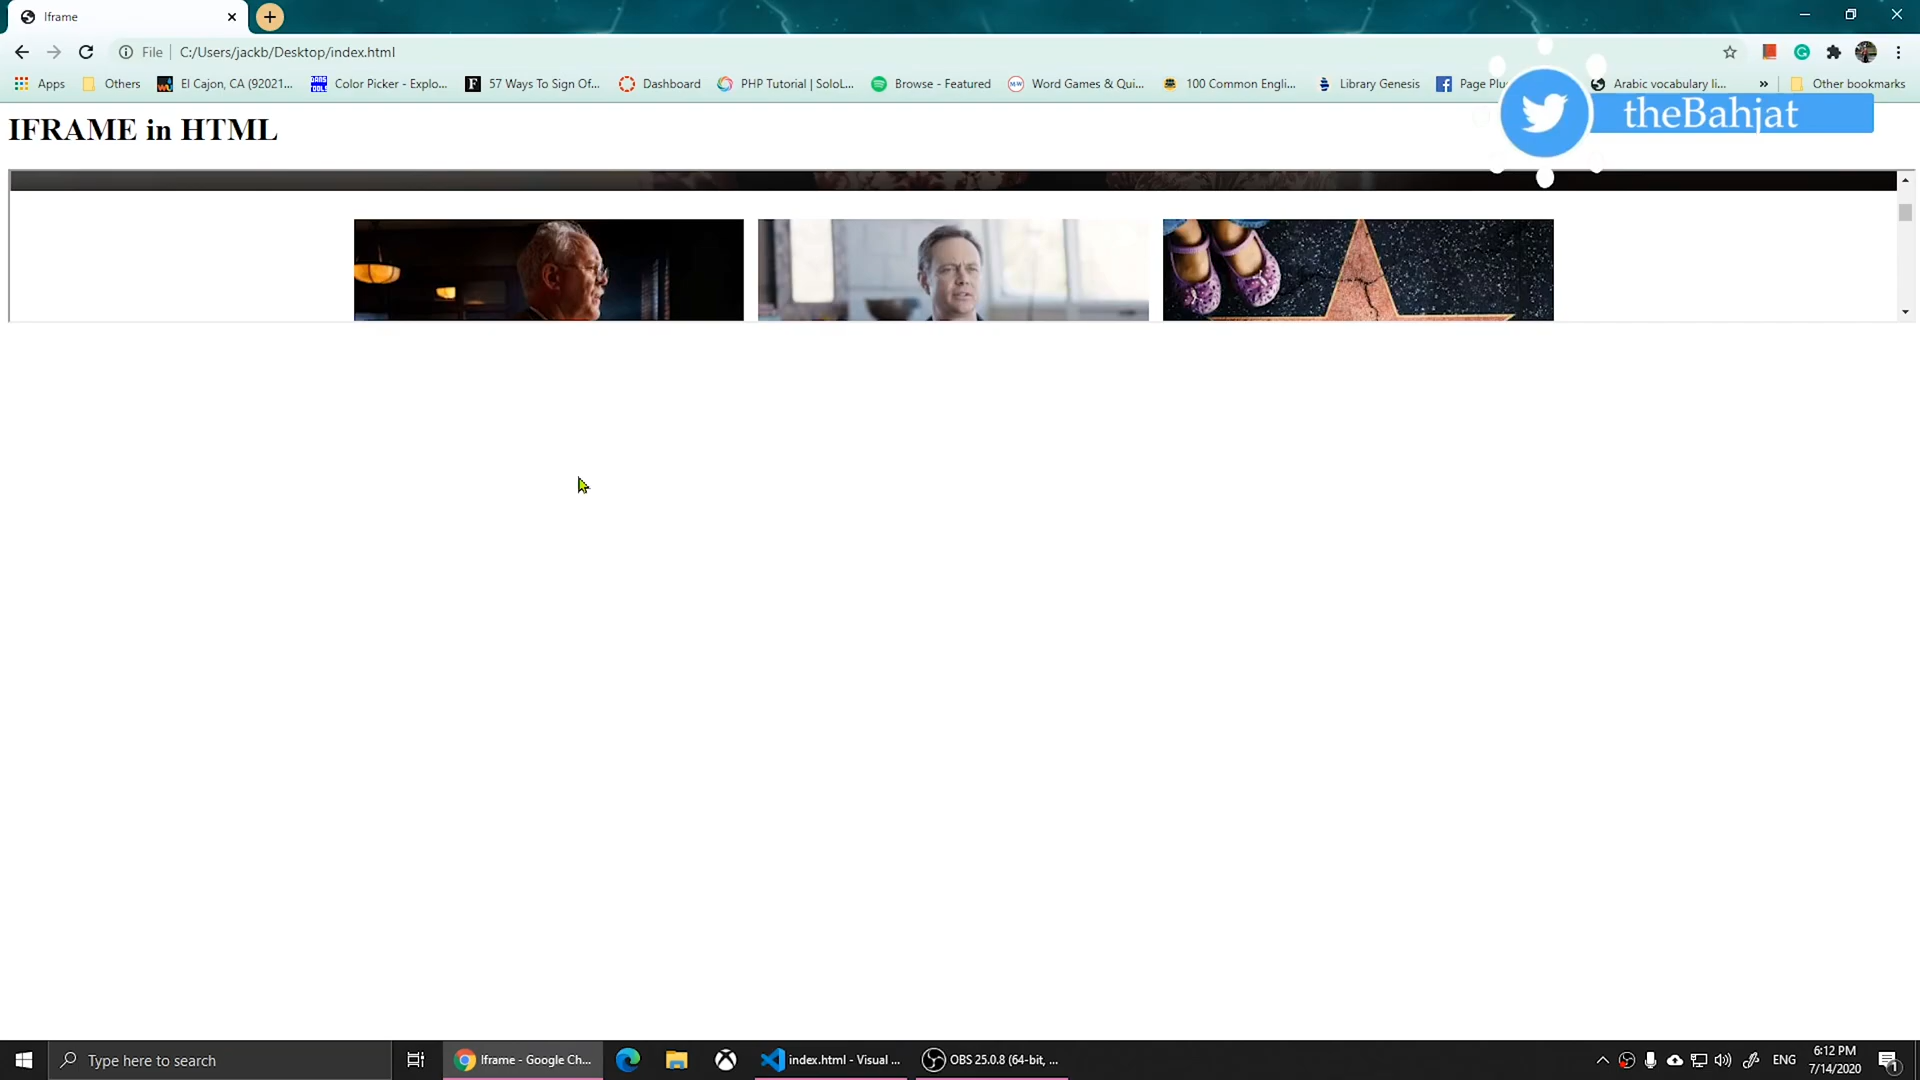 Iframe
File
C:/Users/jackb/Desktop/index.html
Apps
Others
El Cajon, CA (92021...
Color Picker - Explo...
57 Ways To Sign Of...
Dashboard
PHP Tutorial | SoloL...
Browse - Featured
Word Games & Qui...
100 Common Engli...
Library Genesis
Page Plu
Arabic vocabulary li...
»
Other bookmarks
IFRAME in HTML
theBahjat
Type here to search
Iframe - Google Ch...
index.html - Visual ...
OBS 25.0.8 (64-bit, ...
ENG
6:12 PM
7/14/2020
1